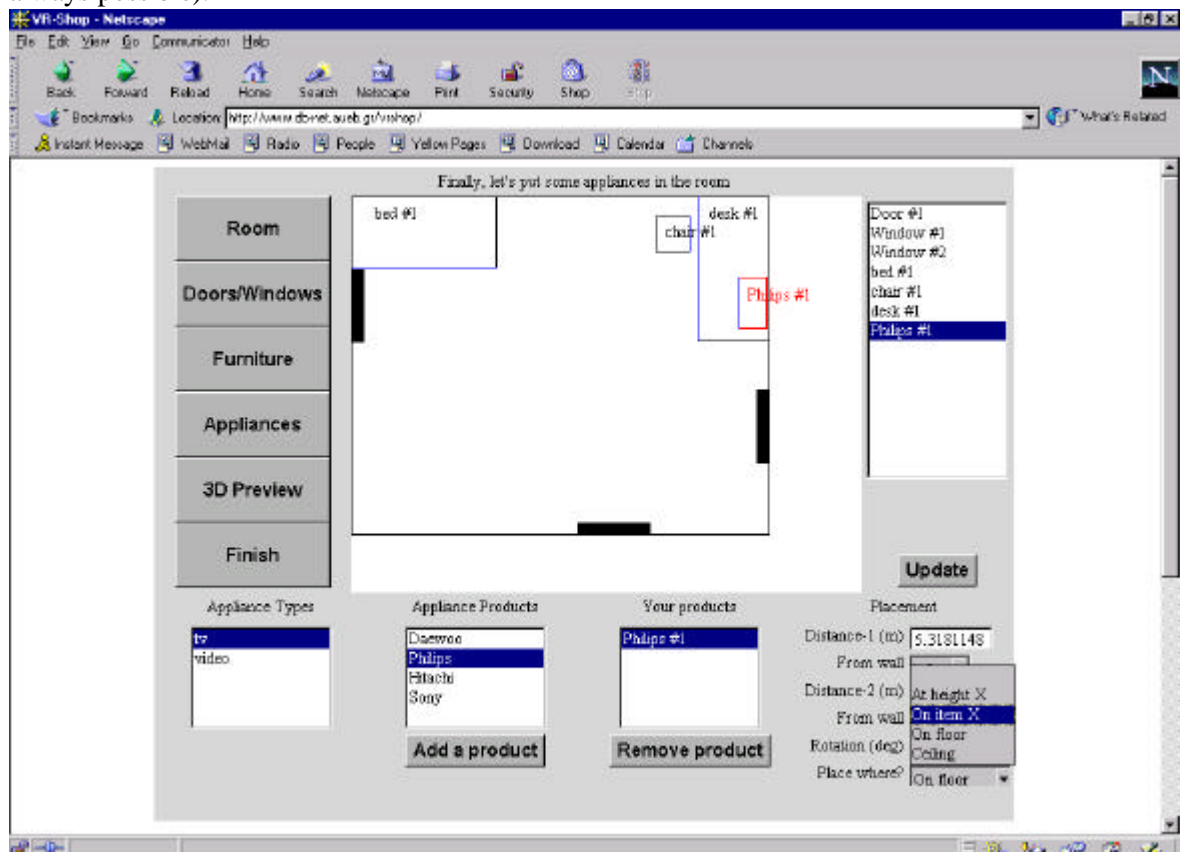 always possible).
VR-Shop - Netscape
File Edit View Go Communicator Help
Back Forward Reload Home Search Netscape Print Security Shop Stop
Bookmarks Location: http://www.db-net.aueb.gr/vrshop/ What's Related
Instant Message WebMail Radio People Yellow Pages Download Calendar Channels
Finally, let's put some appliances in the room
Room
Doors/Windows
Furniture
Appliances
3D Preview
Finish
bed #1
chair #1
desk #1
Philips #1
Door #1
Window #1
Window #2
bed #1
chair #1
desk #1
Philips #1
Update
Appliance Types
tv
video
Appliance Products
Daewoo
Philips
Hitachi
Sony
Add a product
Your products
Philips #1
Remove product
Placement
Distance-1 (m) 5.3181148
From wall
Distance-2 (m)
From wall
Rotation (deg)
Place where? On floor
At height X
On item X
On floor
Ceiling